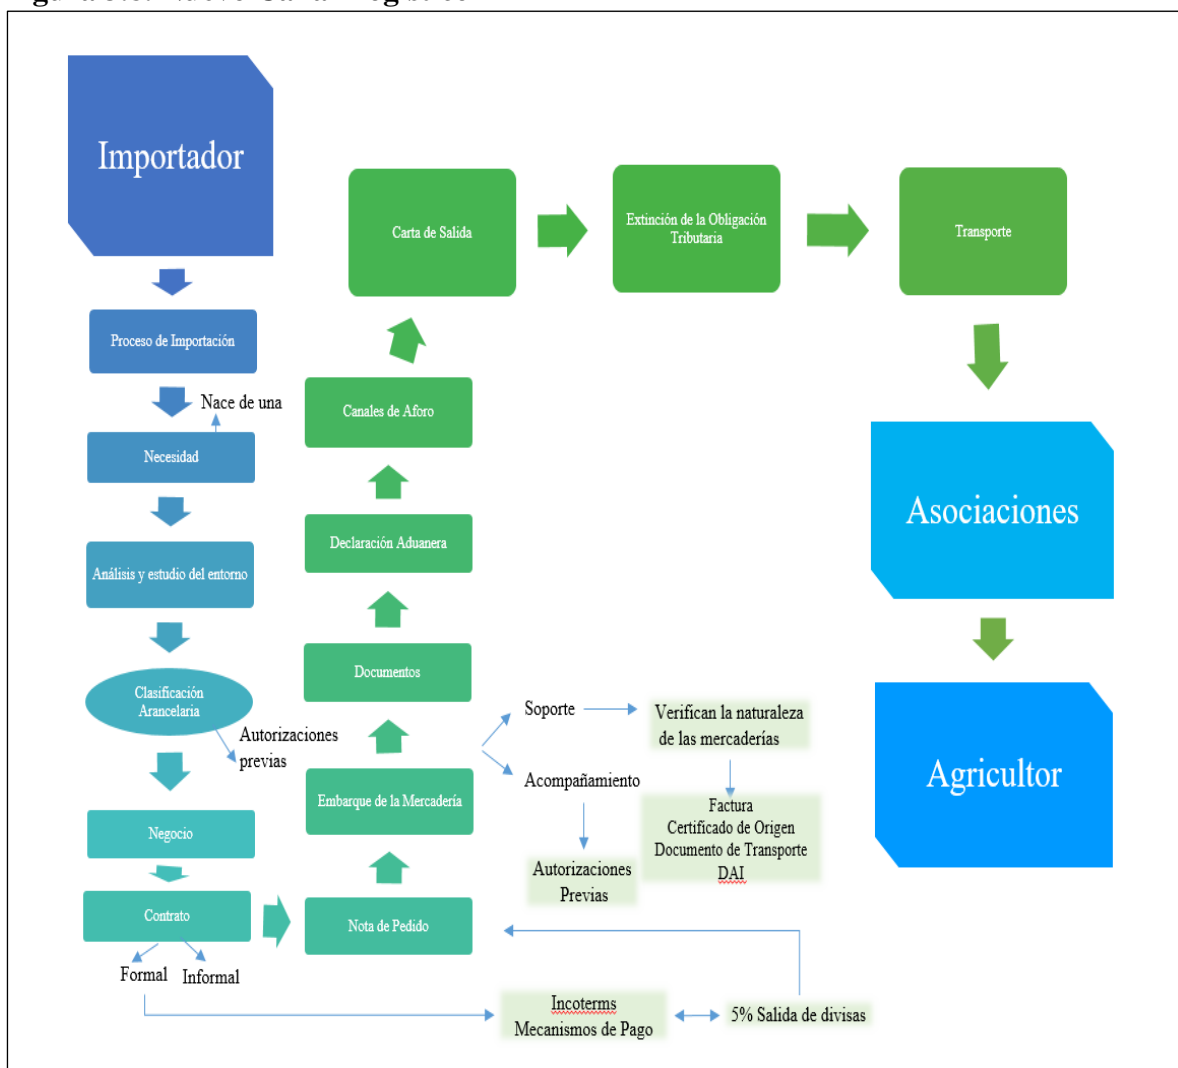 Importador
Proceso de Importación
Nace de una
Necesidad
Análisis y estudio del entorno
Clasificación
Arancelaria
Autorizaciones
previas
Negocio
Contrato
Formal
Informal
Incoterms
Mecanismos de Pago
5% Salida de divisas
Nota de Pedido
Embarque de la Mercadería
Soporte
Verifican la naturaleza
de las mercaderías
Factura
Certificado de Origen
Documento de Transporte
DAI
Acompañamiento
Autorizaciones
Previas
Documentos
Declaración Aduanera
Canales de Aforo
Carta de Salida
Extinción de la Obligación
Tributaria
Transporte
Asociaciones
Agricultor